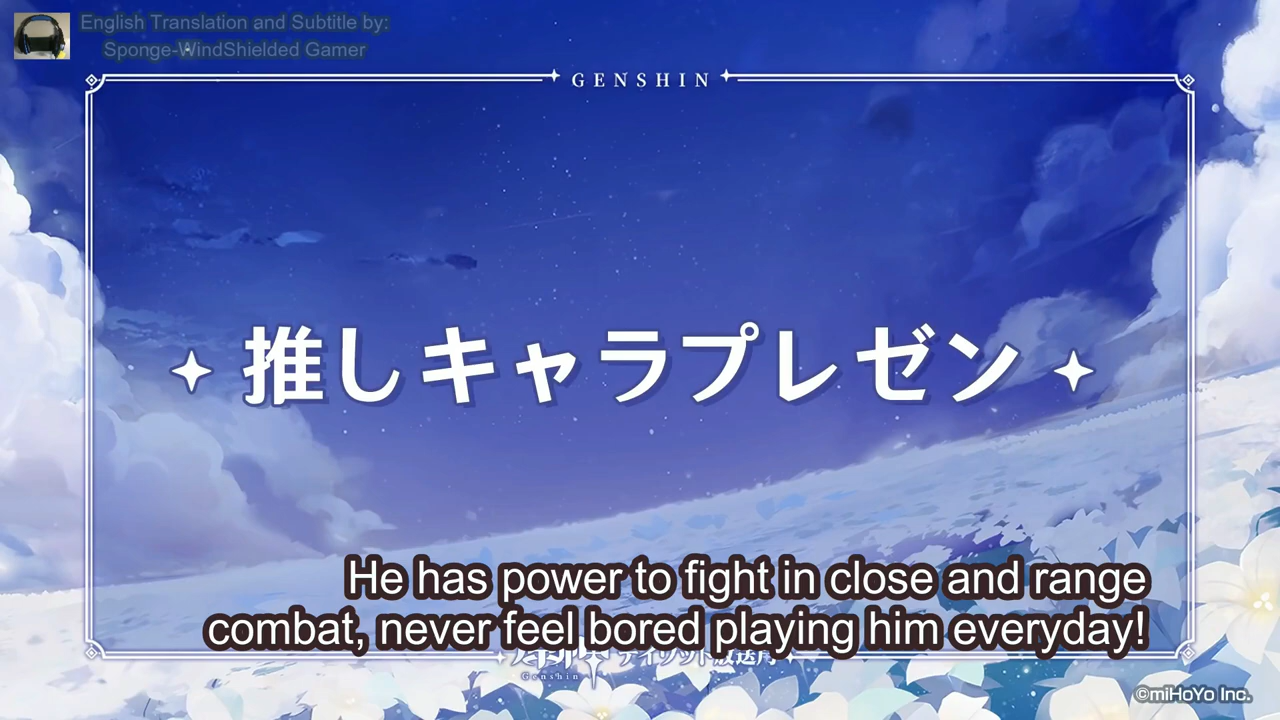 English Translation and Subtitle by:
Sponge-WindShielded Gamer
GENSHIN
推しキャラプレゼン
He has power to fight in close and range
combat, never feel bored playing him everyday!
Genshin
©miHoYo Inc.